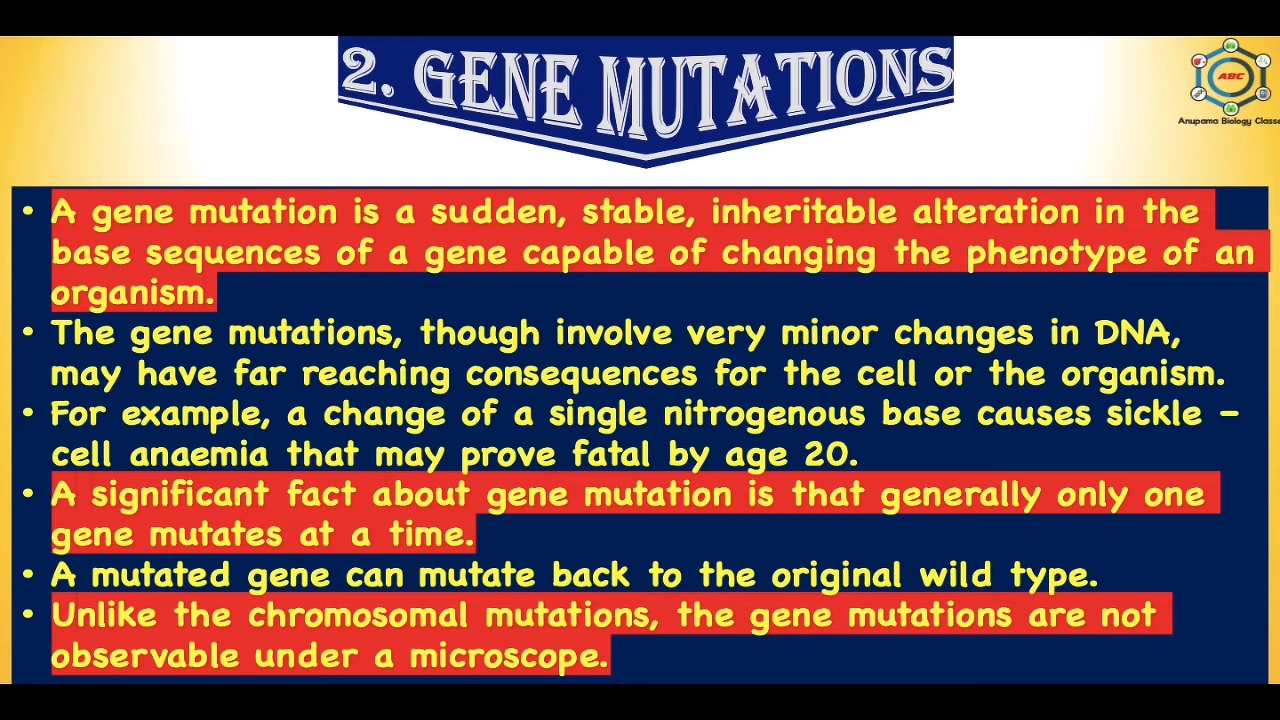 2. GENE MUTATIONS
ABC
Anupama Biology Classe
• A gene mutation is a sudden, stable, inheritable alteration in the
base sequences of a gene capable of changing the phenotype of an
organism.
• The gene mutations, though involve very minor changes in DNA,
may have far reaching consequences for the cell or the organism.
• For example, a change of a single nitrogenous base causes sickle –
cell anaemia that may prove fatal by age 20.
• A significant fact about gene mutation is that generally only one
gene mutates at a time.
• A mutated gene can mutate back to the original wild type.
• Unlike the chromosomal mutations, the gene mutations are not
observable under a microscope.